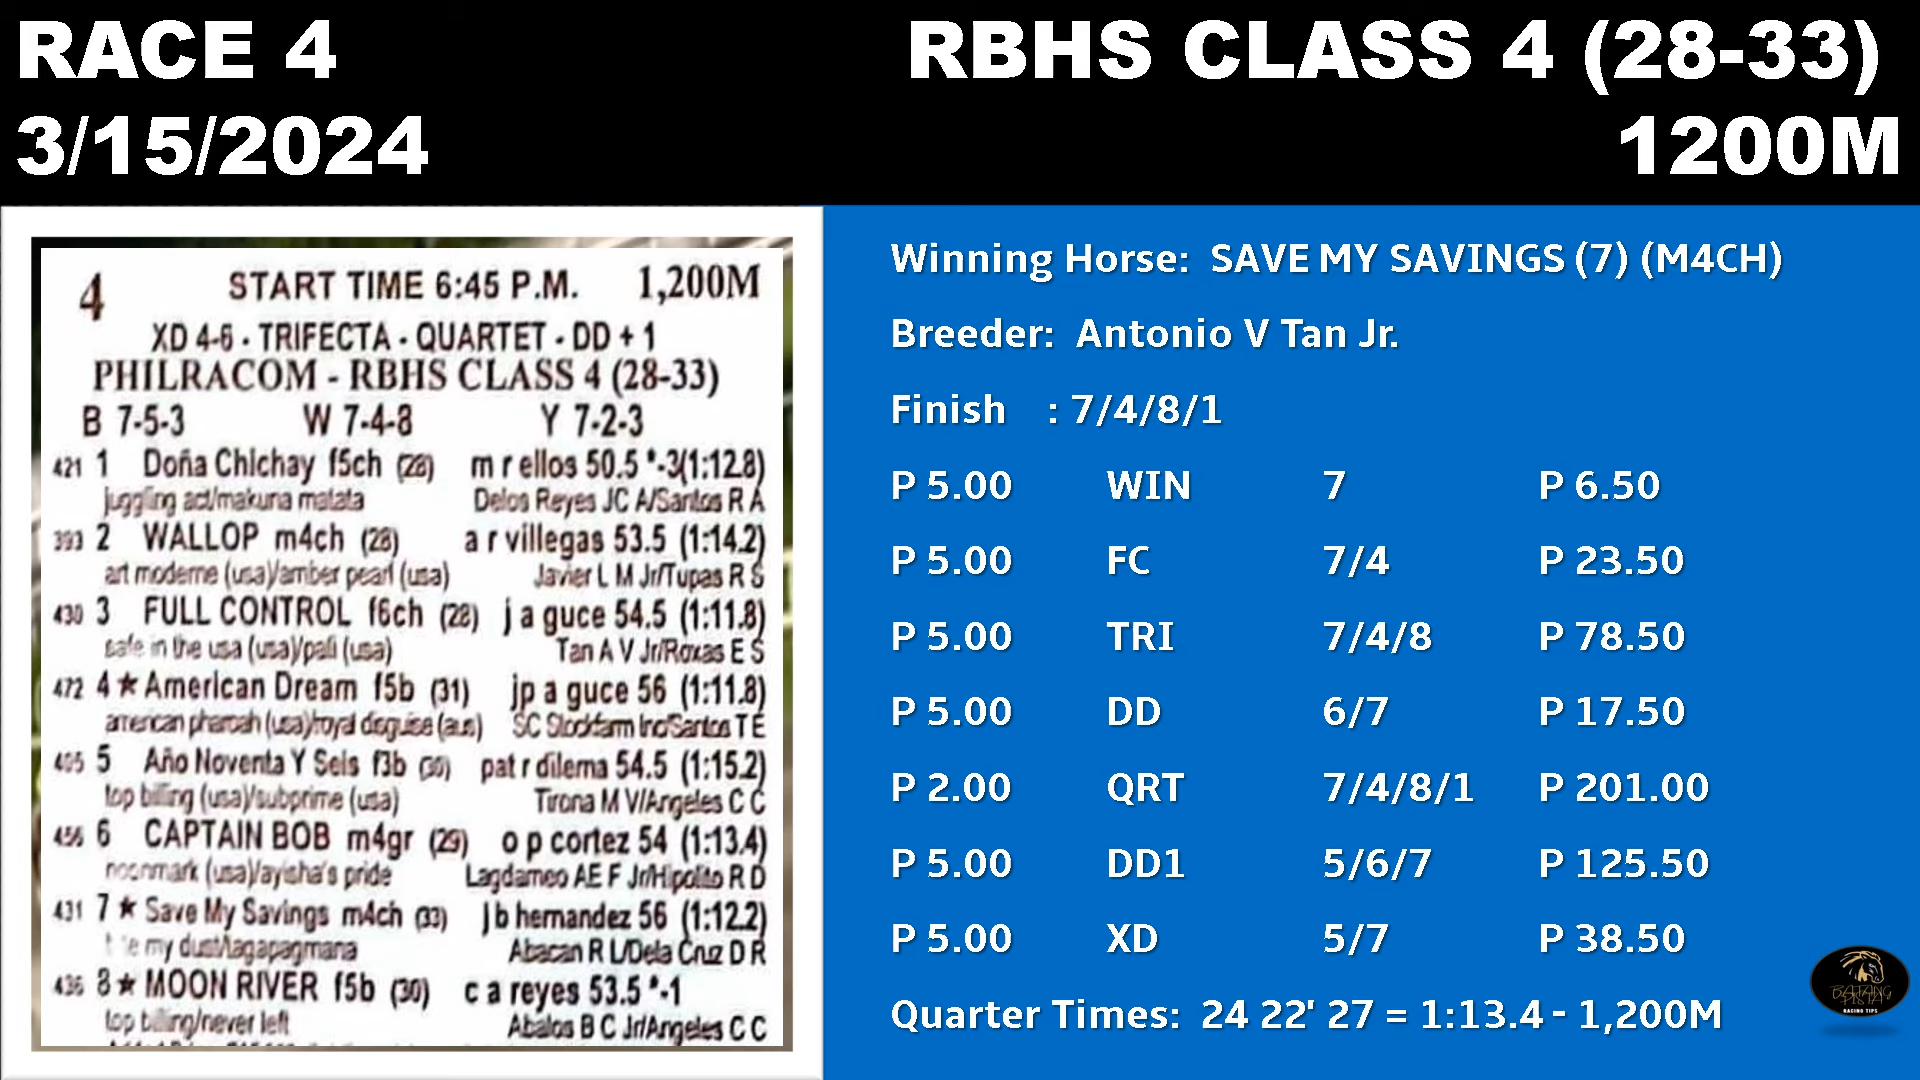 RACE 4
3/15/2024
RBHS CLASS 4 (28-33)
1200M
4 START TIME 6:45 P.M. 1,200M
XD 4-6 - TRIFECTA - QUARTET - DD + 1
PHILRACOM - RBHS CLASS 4 (28-33)
B 7-5-3 W 7-4-8 Y 7-2-3
421 1 Doña Chichay f5ch (28) m r ellos 50.5 *-3(1:12.8)
juggling act/makuna matata Delos Reyes JC A/Santos R A
393 2 WALLOP m4ch (28) a r villegas 53.5 (1:14.2)
art moderne (usa)/amber pearl (usa) Javier L M Jr/Tupas R S
430 3 FULL CONTROL f6ch (28) j a guce 54.5 (1:11.8)
safe in the usa (usa)/pali (usa) Tan A V Jr/Roxas E S
472 4 ★ American Dream f5b (31) jp a guce 56 (1:11.8)
american pharoah (usa)/royal disguise (aus) SC Stockfarm Inc/Santos T E
5 Año Noventa Y Seis f3b (30) pat r dilema 54.5 (1:15.2)
top billing (usa)/subprime (usa) Tirona M V/Angeles C C
456 6 CAPTAIN BOB m4gr (29) o p cortez 54 (1:13.4)
noonmark (usa)/ayisha's pride Lagdameo AE F Jr/Hipolito R D
431 7 ★ Save My Savings m4ch (33) j b hernandez 56 (1:12.2)
my dust/lagapagmana Abacan R L/Dela Cruz D R
436 8 ★ MOON RIVER f5b (30) c a reyes 53.5 *-1
top billing/never left Abalos B C Jr/Angeles C C
Winning Horse: SAVE MY SAVINGS (7) (M4CH)
Breeder: Antonio V Tan Jr.
Finish : 7/4/8/1
P 5.00 WIN 7 P 6.50
P 5.00 FC 7/4 P 23.50
P 5.00 TRI 7/4/8 P 78.50
P 5.00 DD 6/7 P 17.50
P 2.00 QRT 7/4/8/1 P 201.00
P 5.00 DD1 5/6/7 P 125.50
P 5.00 XD 5/7 P 38.50
Quarter Times: 24 22' 27 = 1:13.4 - 1,200M
BATANG
PISTA
RACING TIPS